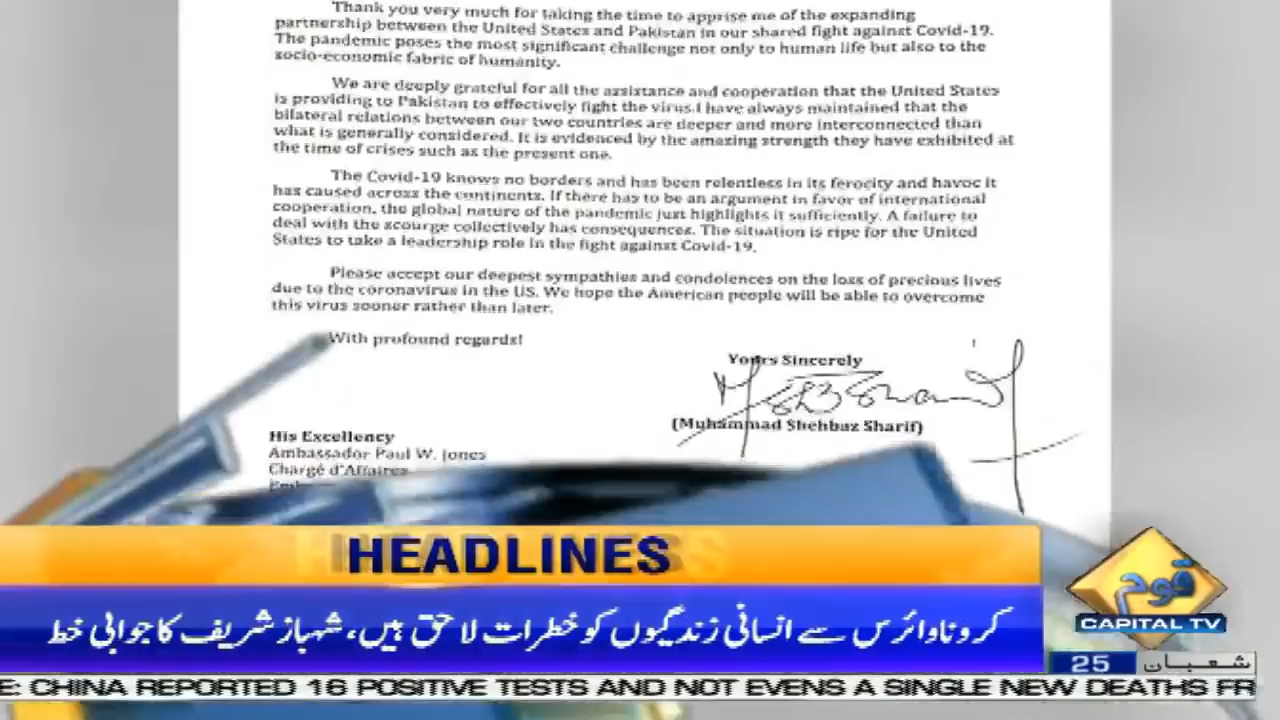 Thank you very much for taking the time to apprise me of the expanding
partnership between the United States and Pakistan in our shared fight against Covid-19.
The pandemic poses the most significant challenge not only to human life but also to the
socio-economic fabric of humanity.
We are deeply grateful for all the assistance and cooperation that the United States
is providing to Pakistan to effectively fight the virus.I have always maintained that the
bilateral relations between our two countries are deeper and more interconnected than
what is generally considered. It is evidenced by the amazing strength they have exhibited at
the time of crises such as the present one.
The Covid-19 knows no borders and has been relentless in its ferocity and havoc it
has caused across the continents. If there has to be an argument in favor of international
cooperation, the global nature of the pandemic just highlights it sufficiently. A failure to
deal with the scourge collectively has consequences. The situation is ripe for the United
States to take a leadership role in the fight against Covid-19.
Please accept our deepest sympathies and condolences on the loss of precious lives
due to the coronavirus in the US. We hope the American people will be able to overcome
this virus sooner rather than later.
With profound regards!
Yours Sincerely
(Muhammad Shehbaz Sharif)
His Excellency
Ambassador Paul W. Jones
Chargé d'Affaires
HEADLINES
کرونا وائرس سے انسانی زندگیوں کو خطرات لاحق ہیں، شہباز شریف کا جوابی خط
قوم
CAPITAL TV
25 شعبان
E: CHINA REPORTED 16 POSITIVE TESTS AND NOT EVENS A SINGLE NEW DEATHS FR